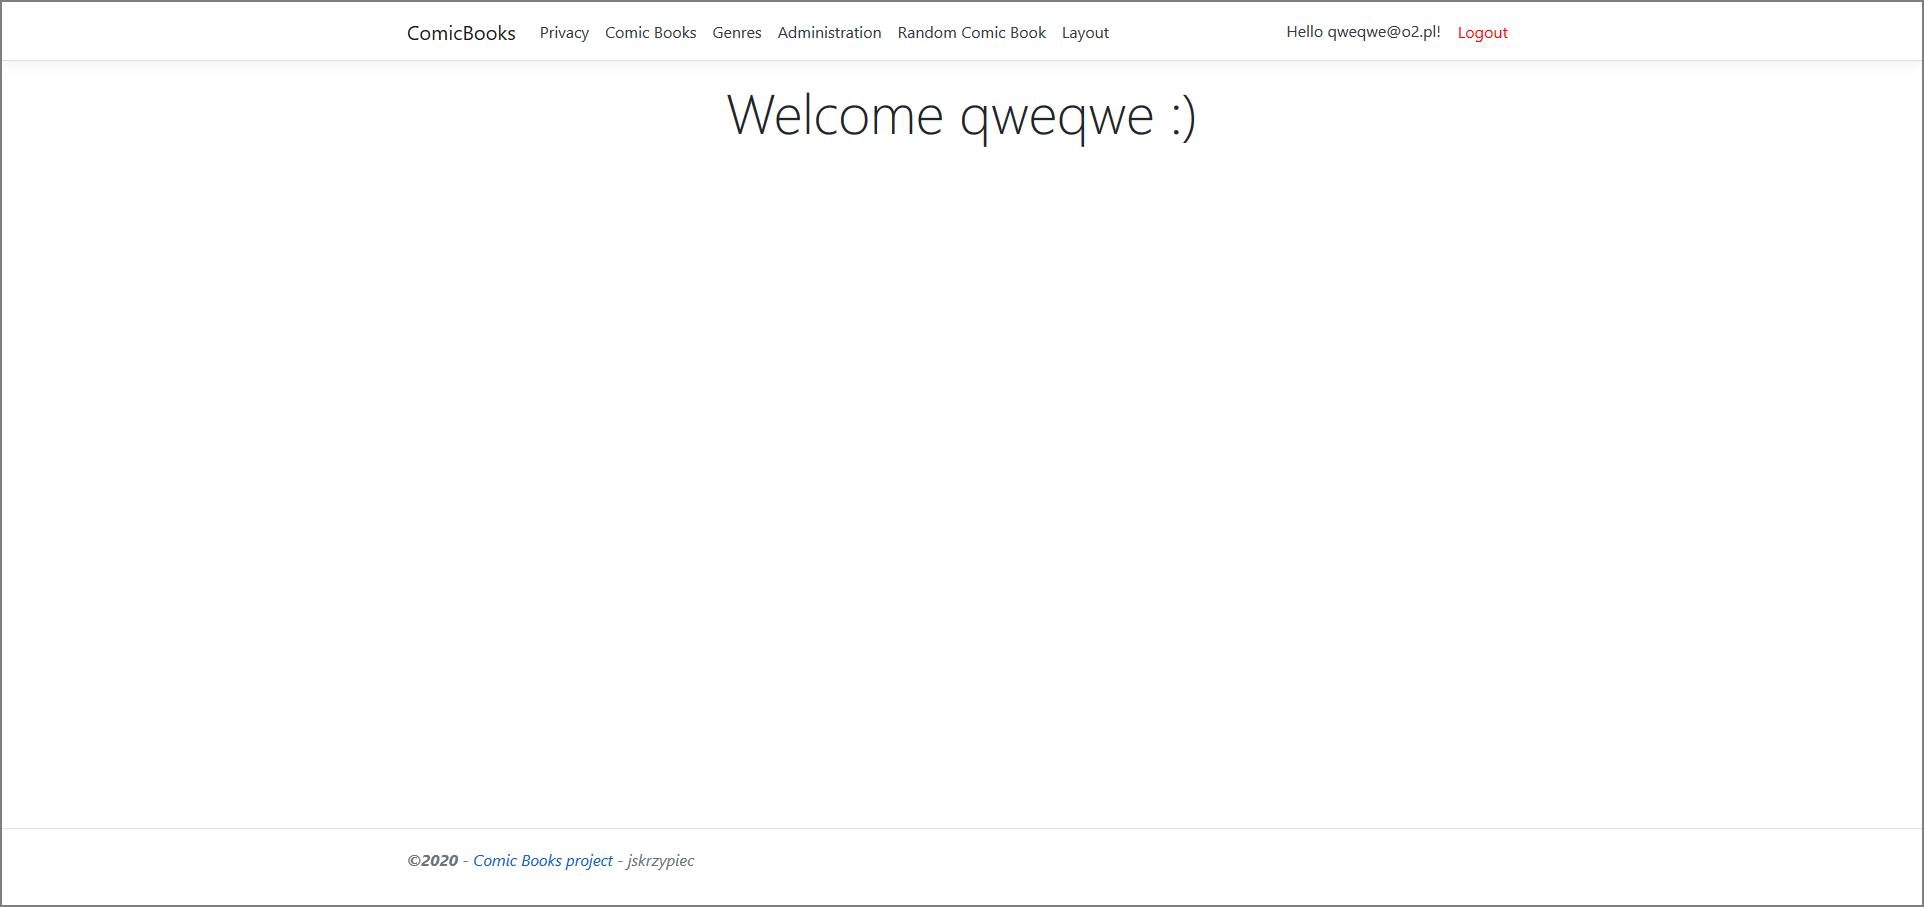 ComicBooks Privacy Comic Books Genres Administration Random Comic Book Layout Hello qweqwe@o2.pl! Logout
Welcome qweqwe :)
©2020 - Comic Books project - jskrzypiec